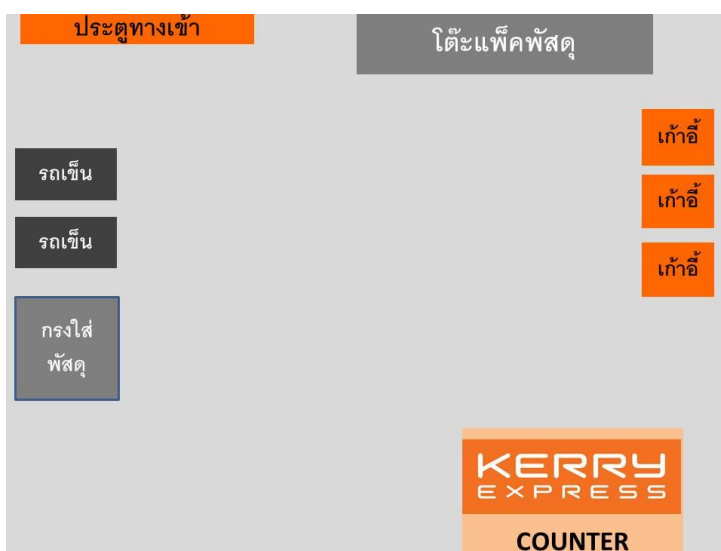 ประตูทางเข้า
โต๊ะแพ็คพัสดุ
เก้าอี้
รถเข็น
เก้าอี้
รถเข็น
เก้าอี้
กรงใส่
พัสดุ
KERRY
EXPRESS
COUNTER